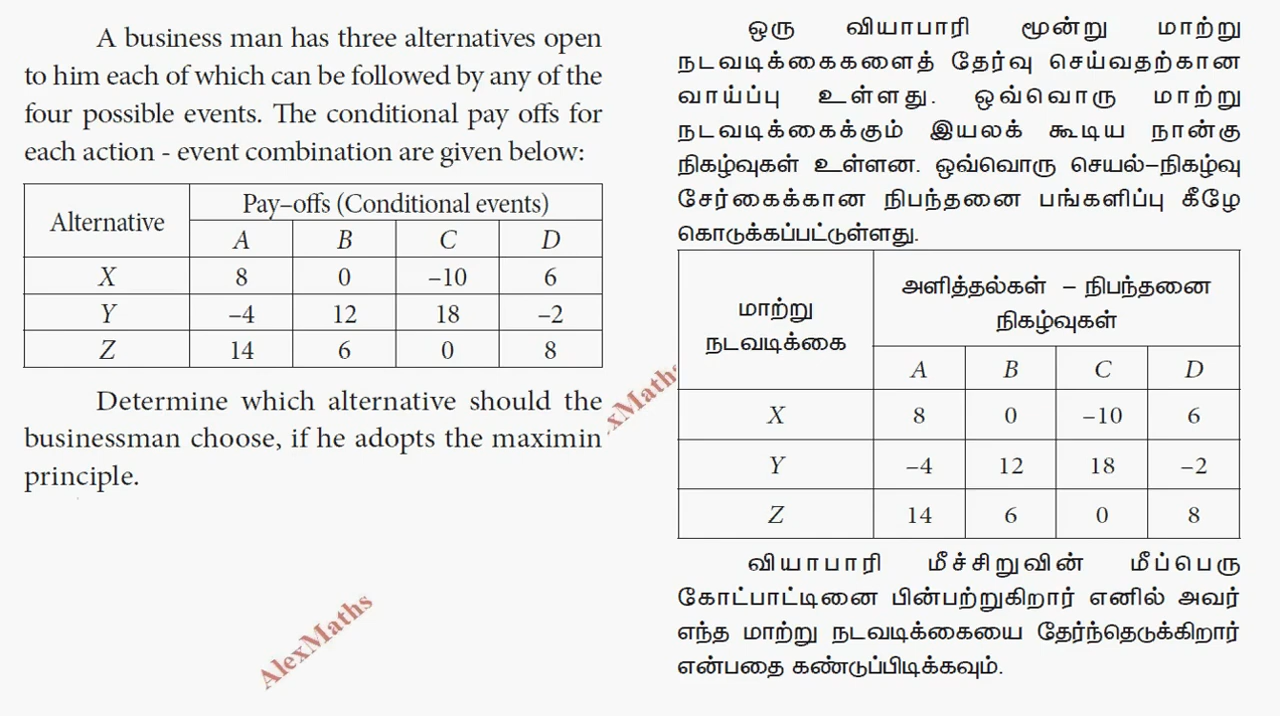 A business man has three alternatives open
to him each of which can be followed by any of the
four possible events. The conditional pay offs for
each action - event combination are given below:
Alternative Pay–offs (Conditional events)
A B C D
X 8 0 –10 6
Y –4 12 18 –2
Z 14 6 0 8
Determine which alternative should the
businessman choose, if he adopts the maximin
principle.
ஒரு வியாபாரி மூன்று மாற்று
நடவடிக்கைகளைத் தேர்வு செய்வதற்கான
வாய்ப்பு உள்ளது. ஒவ்வொரு மாற்று
நடவடிக்கைக்கும் இயலக் கூடிய நான்கு
நிகழ்வுகள் உள்ளன. ஒவ்வொரு செயல்–நிகழ்வு
சேர்கைக்கான நிபந்தனை பங்களிப்பு கீழே
கொடுக்கப்பட்டுள்ளது.
மாற்று
நடவடிக்கை
அளித்தல்கள் – நிபந்தனை
நிகழ்வுகள்
A B C D
X 8 0 –10 6
Y –4 12 18 –2
Z 14 6 0 8
வியாபாரி மீச்சிறுவின் மீப்பெரு
கோட்பாட்டினை பின்பற்றுகிறார் எனில் அவர்
எந்த மாற்று நடவடிக்கையை தேர்ந்தெடுக்கிறார்
என்பதை கண்டுப்பிடிக்கவும்.
xMaths
AlexMaths